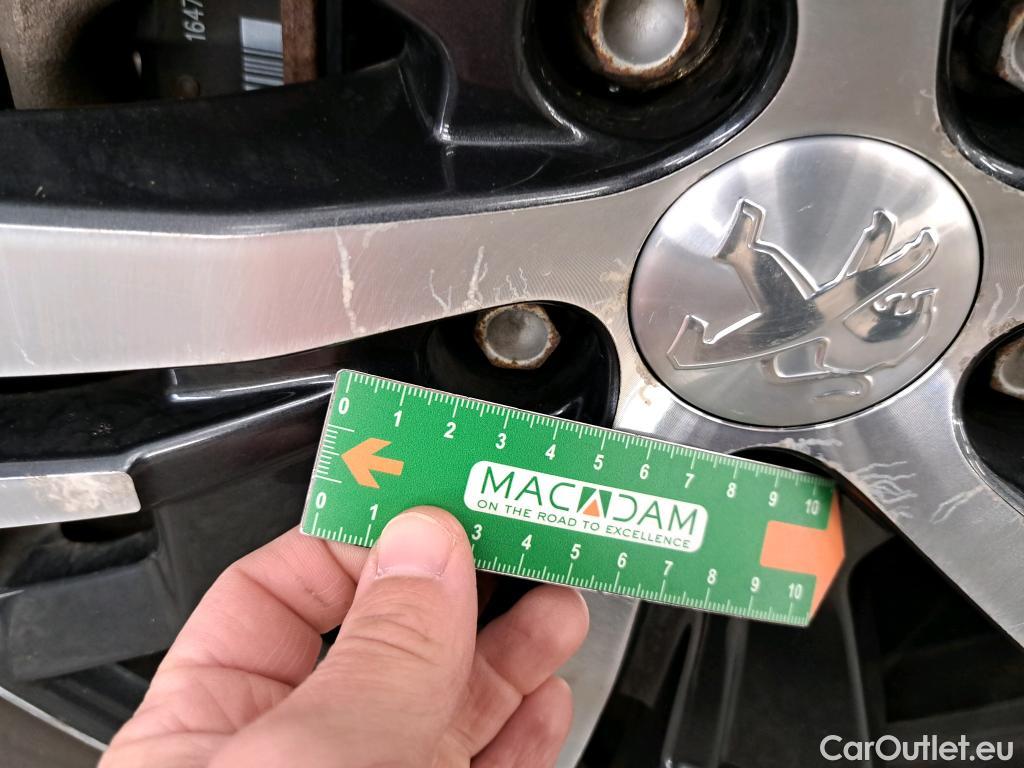 1647
0 1 2 3 4 5 6 7 8 9 10
MACADAM
ON THE ROAD TO EXCELLENCE
0 1 3 4 5 6 7 8 9 10
CarOutlet.eu